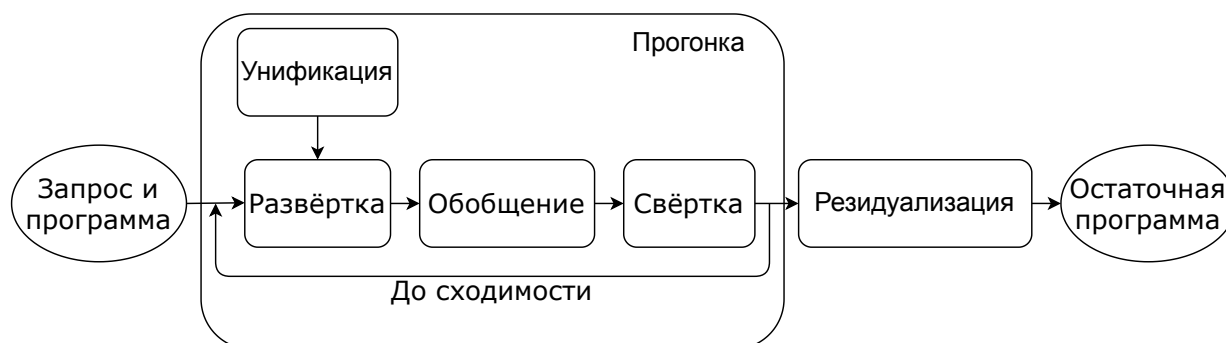 Прогонка
Унификация
Запрос и
программа
Развёртка
Обобщение
Свёртка
Резидуализация
Остаточная
программа
До сходимости